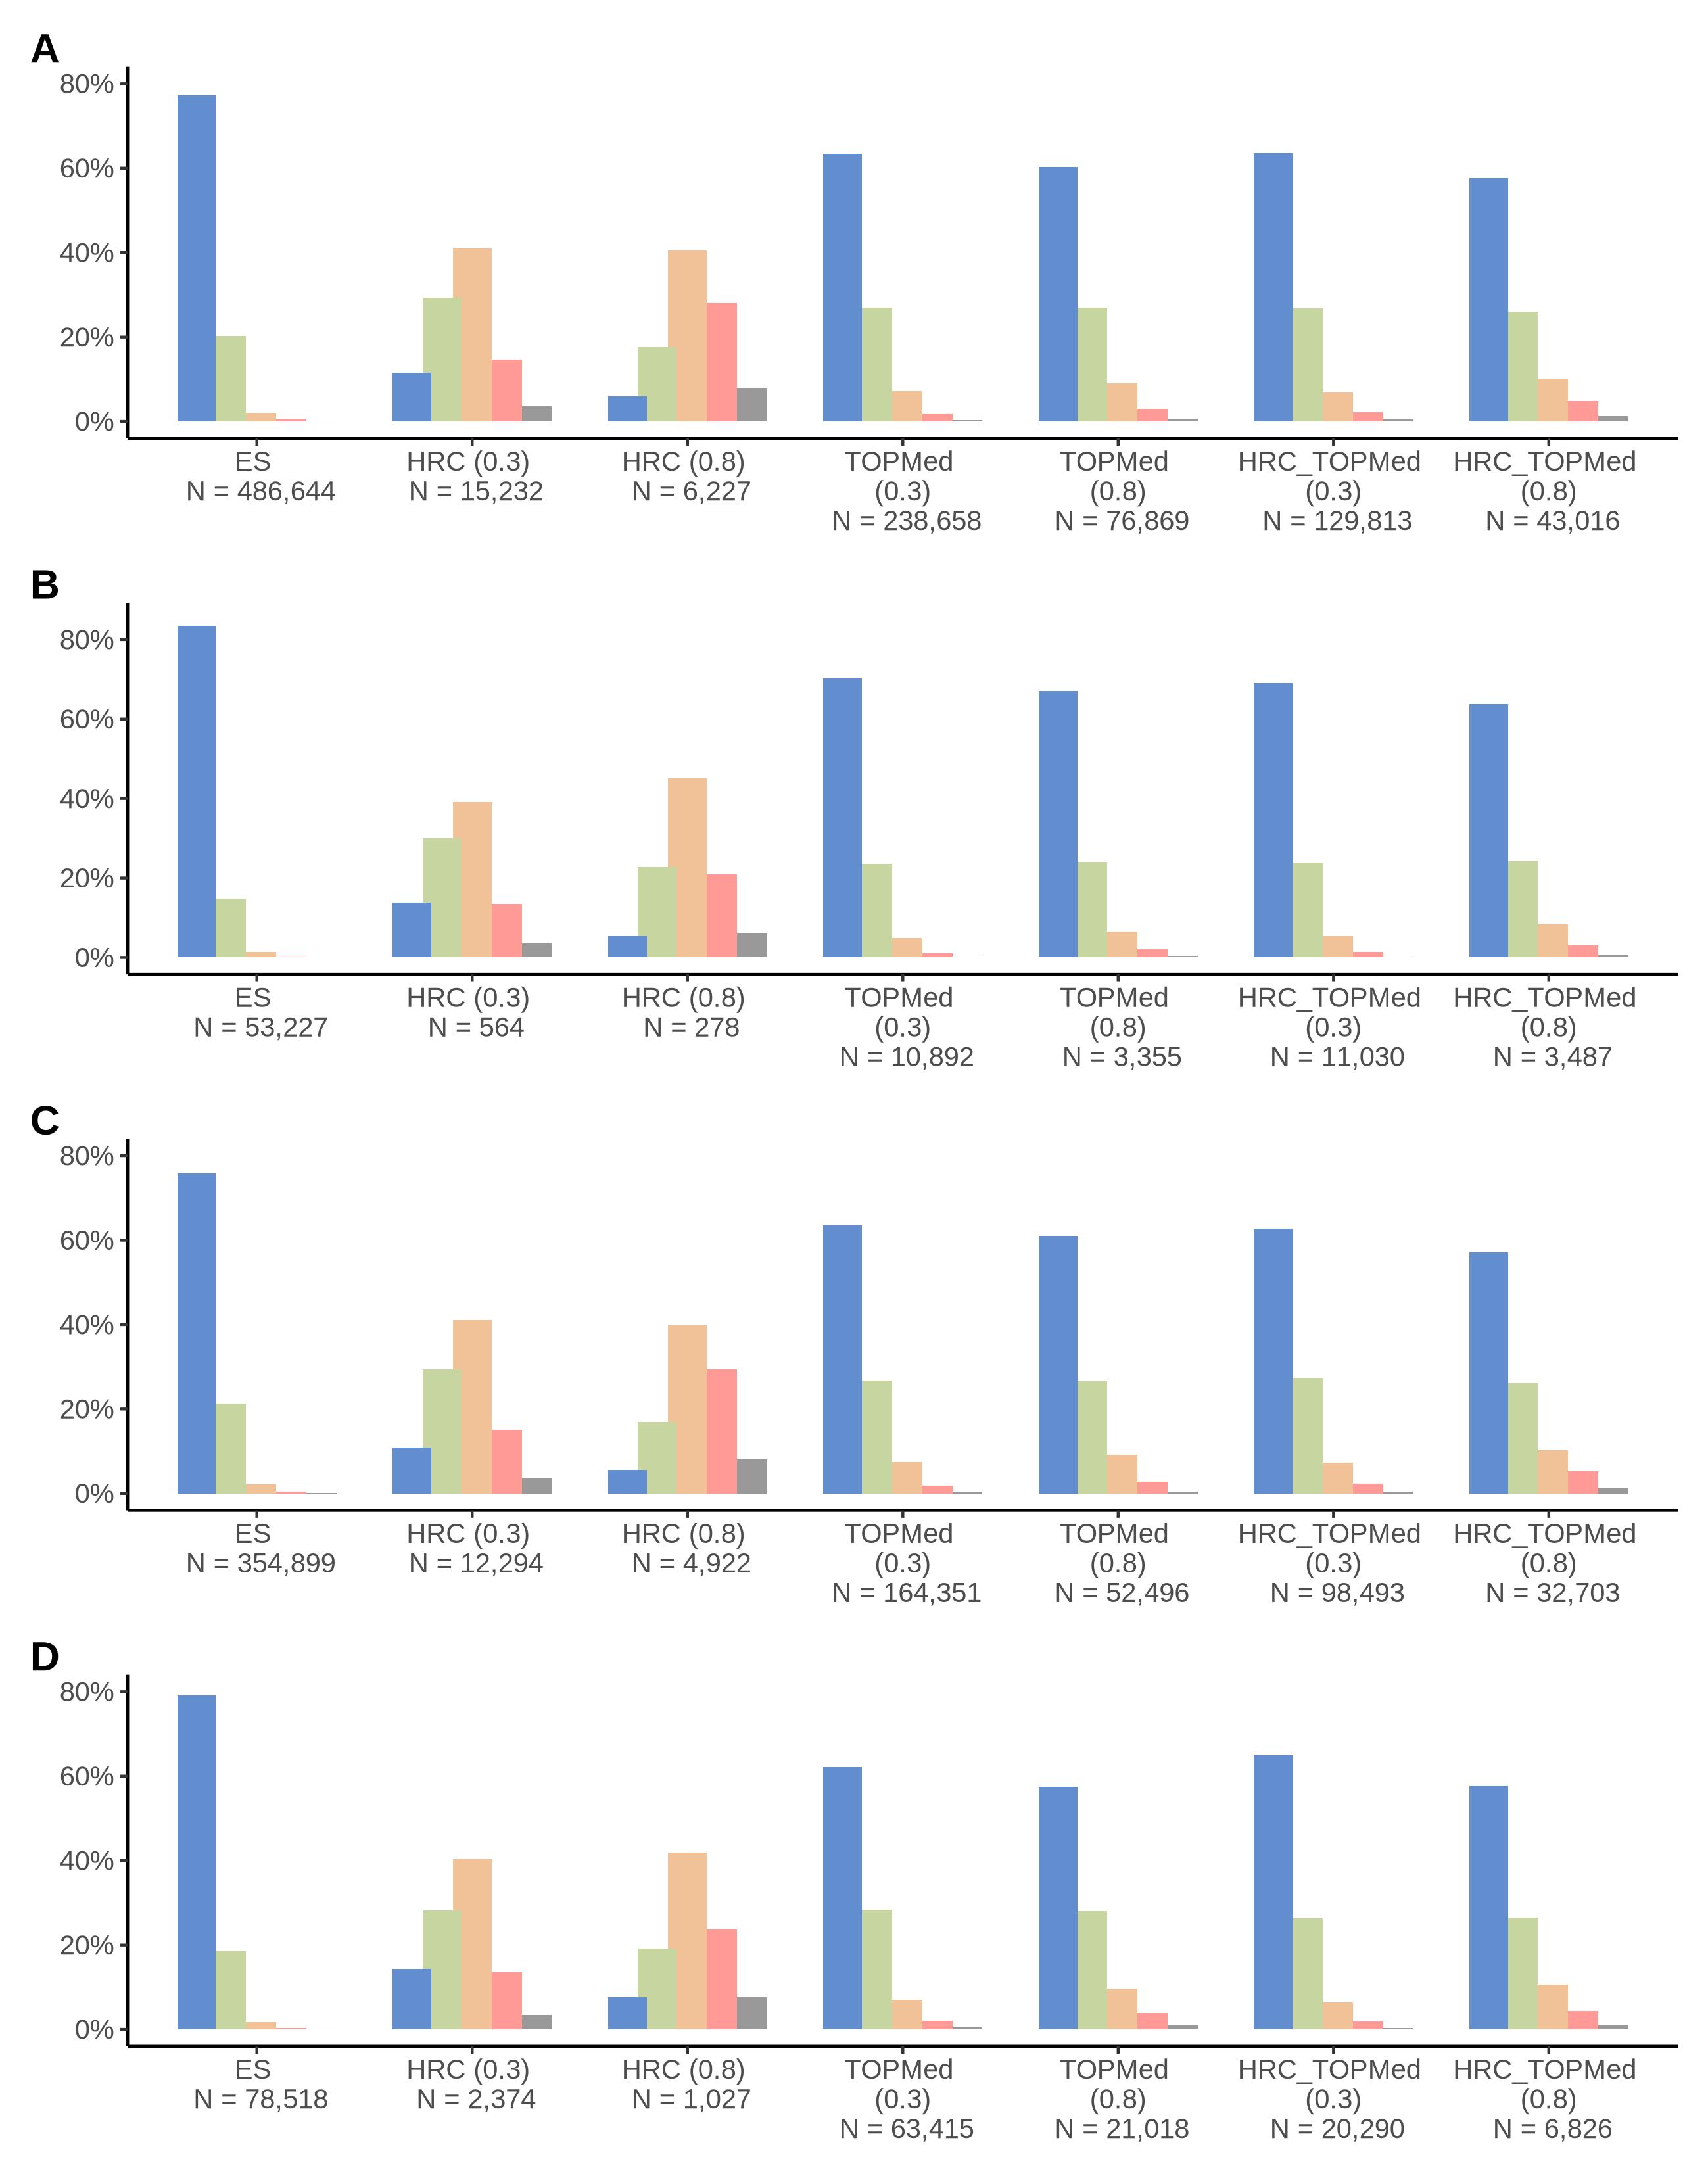 A
80%
60%
40%
20%
0%
ES
N = 486,644
HRC (0.3)
N = 15,232
HRC (0.8)
N = 6,227
TOPMed
(0.3)
N = 238,658
TOPMed
(0.8)
N = 76,869
HRC_TOPMed
(0.3)
N = 129,813
HRC_TOPMed
(0.8)
N = 43,016
B
80%
60%
40%
20%
0%
ES
N = 53,227
HRC (0.3)
N = 564
HRC (0.8)
N = 278
TOPMed
(0.3)
N = 10,892
TOPMed
(0.8)
N = 3,355
HRC_TOPMed
(0.3)
N = 11,030
HRC_TOPMed
(0.8)
N = 3,487
C
80%
60%
40%
20%
0%
ES
N = 354,899
HRC (0.3)
N = 12,294
HRC (0.8)
N = 4,922
TOPMed
(0.3)
N = 164,351
TOPMed
(0.8)
N = 52,496
HRC_TOPMed
(0.3)
N = 98,493
HRC_TOPMed
(0.8)
N = 32,703
D
80%
60%
40%
20%
0%
ES
N = 78,518
HRC (0.3)
N = 2,374
HRC (0.8)
N = 1,027
TOPMed
(0.3)
N = 63,415
TOPMed
(0.8)
N = 21,018
HRC_TOPMed
(0.3)
N = 20,290
HRC_TOPMed
(0.8)
N = 6,826